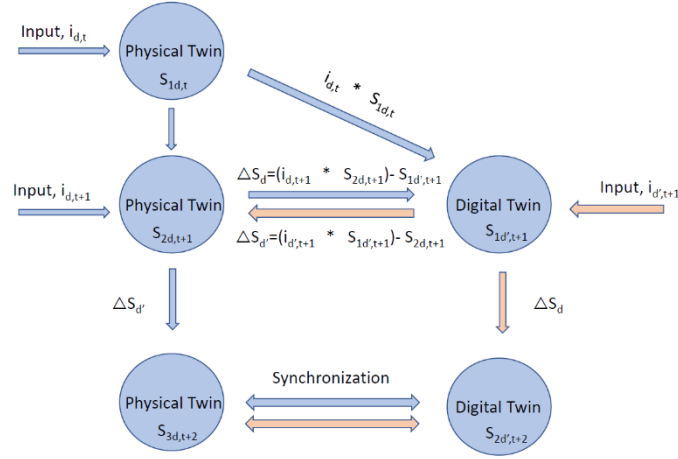 Input, i_{d,t}
Physical Twin
S_{1d,t}
i_{d,t} * S_{1d,t}
Input, i_{d,t+1}
Physical Twin
S_{2d,t+1}
△S_d=(i_{d,t+1} * S_{2d,t+1})- S_{1d',t+1}
△S_{d'}=(i_{d',t+1} * S_{1d',t+1})- S_{2d,t+1}
Digital Twin
S_{1d',t+1}
Input, i_{d',t+1}
△S_{d'}
△S_d
Physical Twin
S_{3d,t+2}
Synchronization
Digital Twin
S_{2d',t+2}